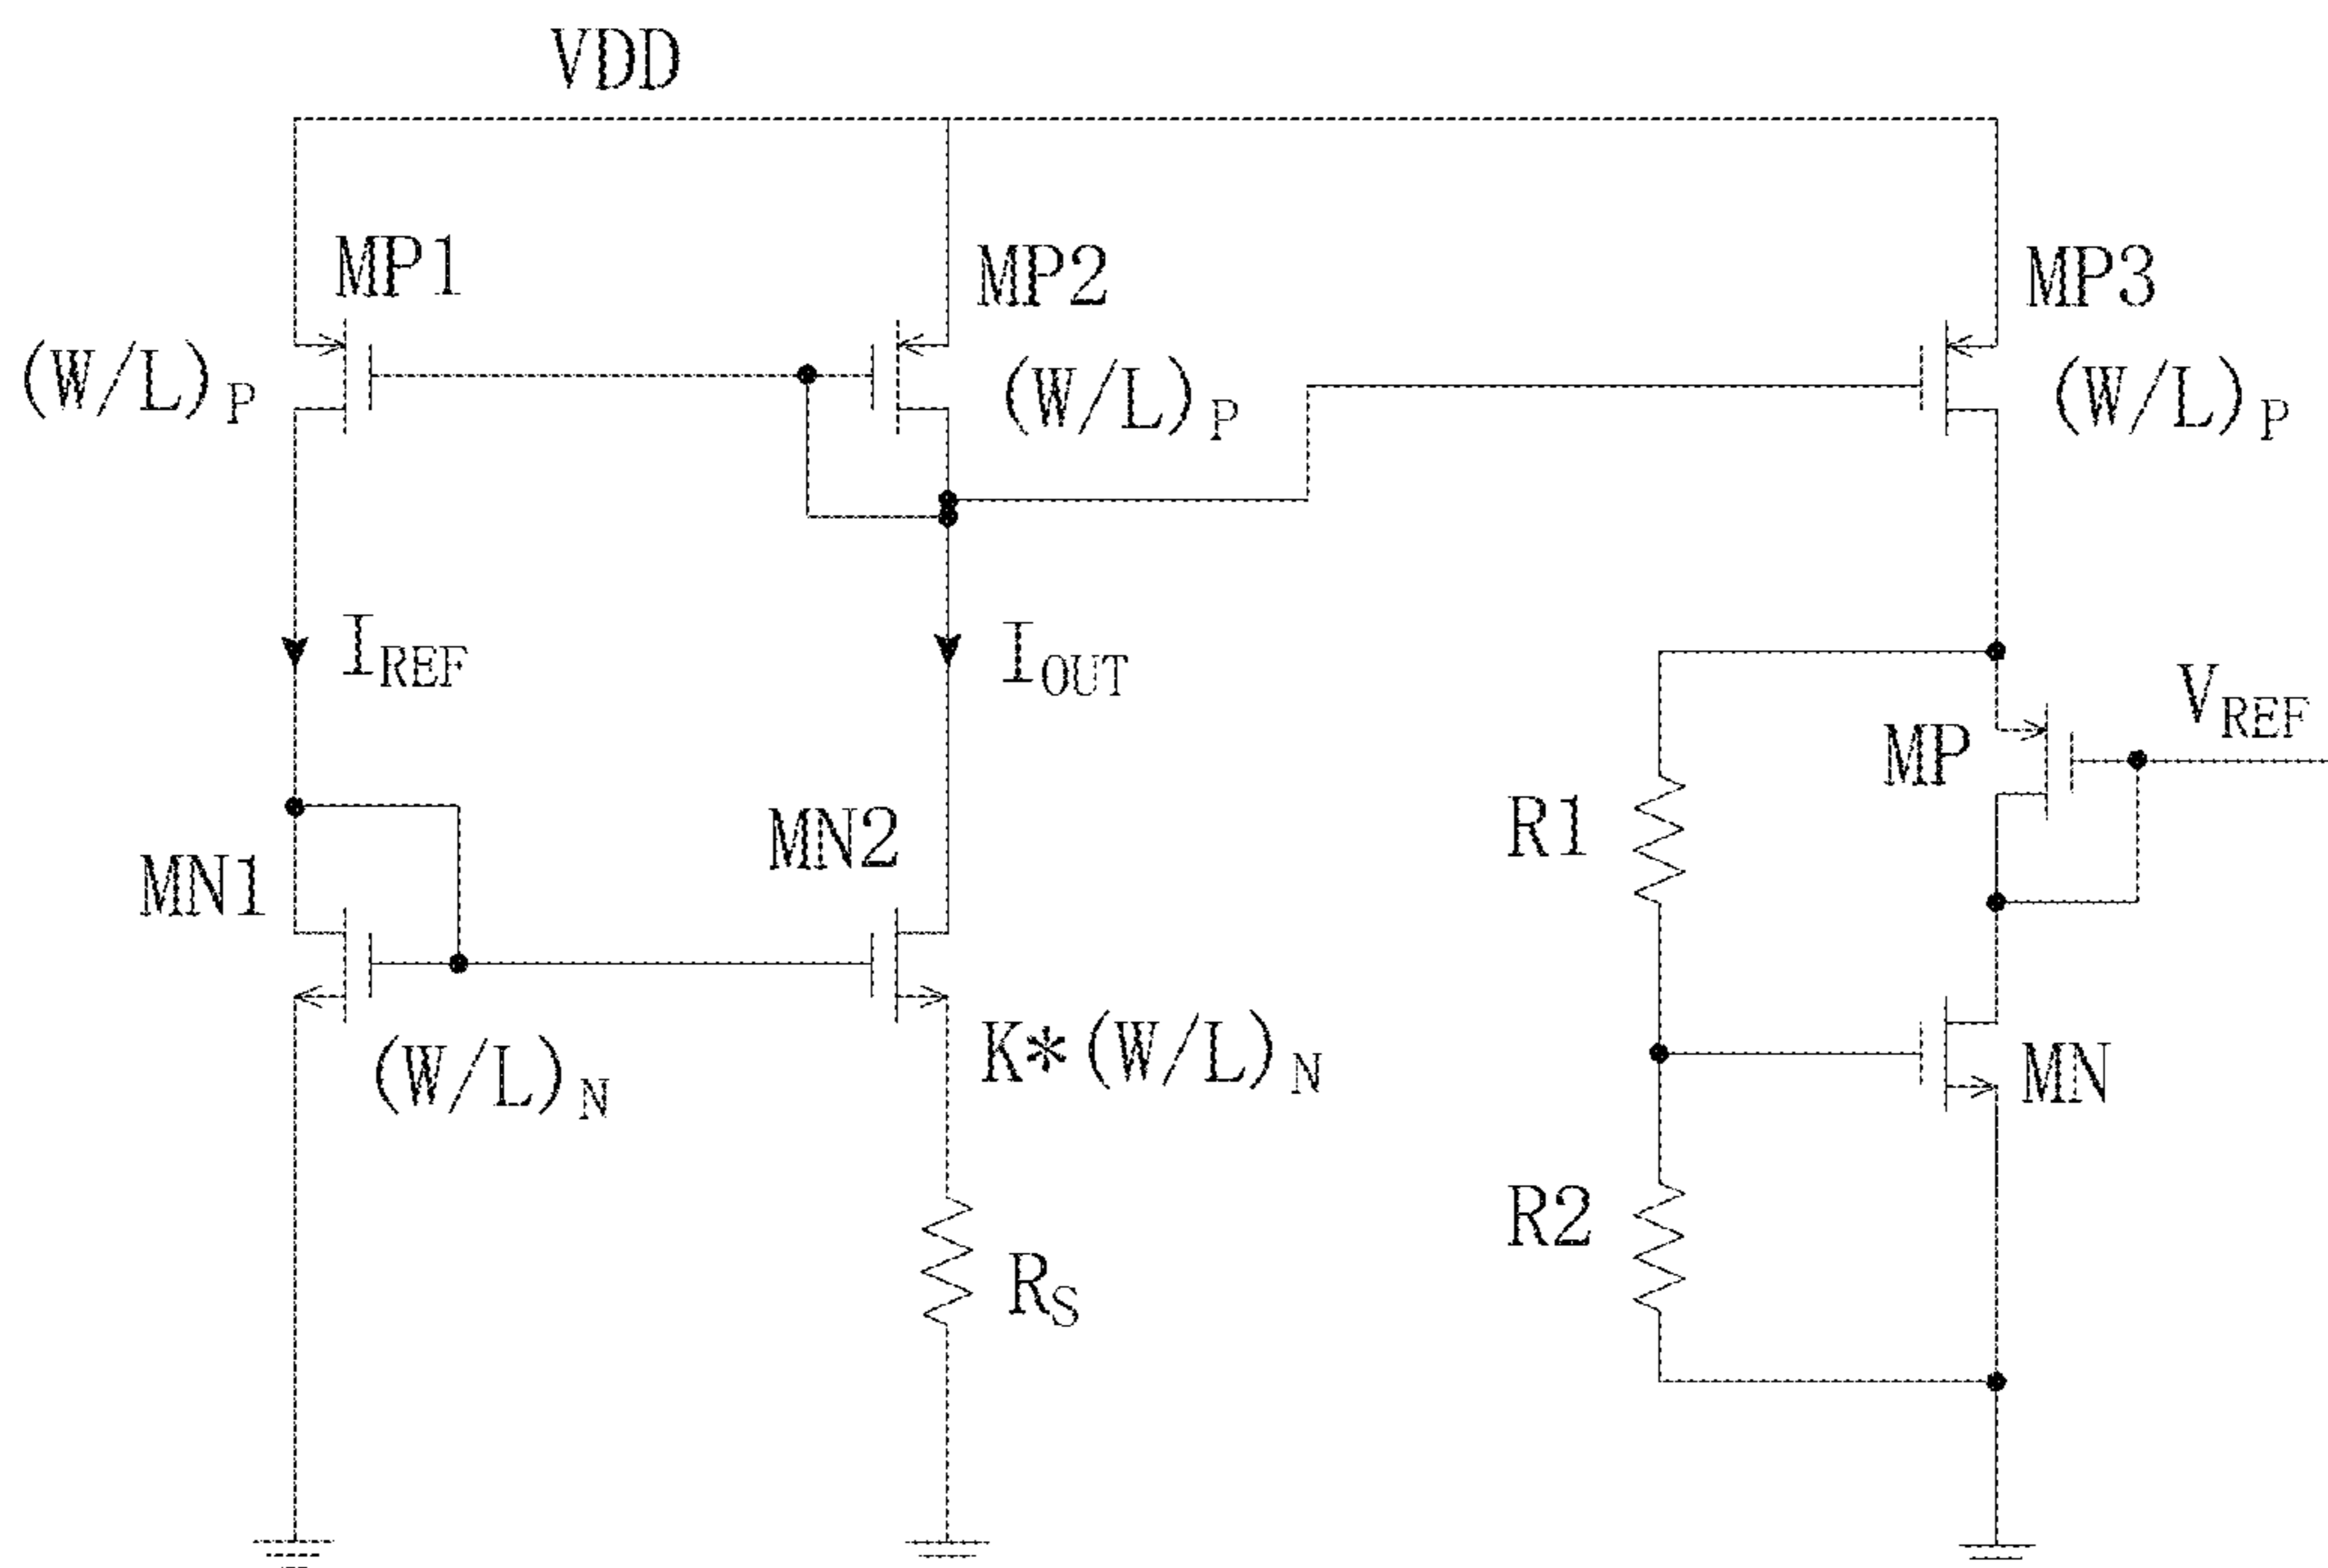 VDD
MP1
MP2
MP3
(W/L)P
(W/L)P
(W/L)P
IREF
IOUT
VREF
MP
R1
MN2
MN1
K*(W/L)N
MN
(W/L)N
R2
RS